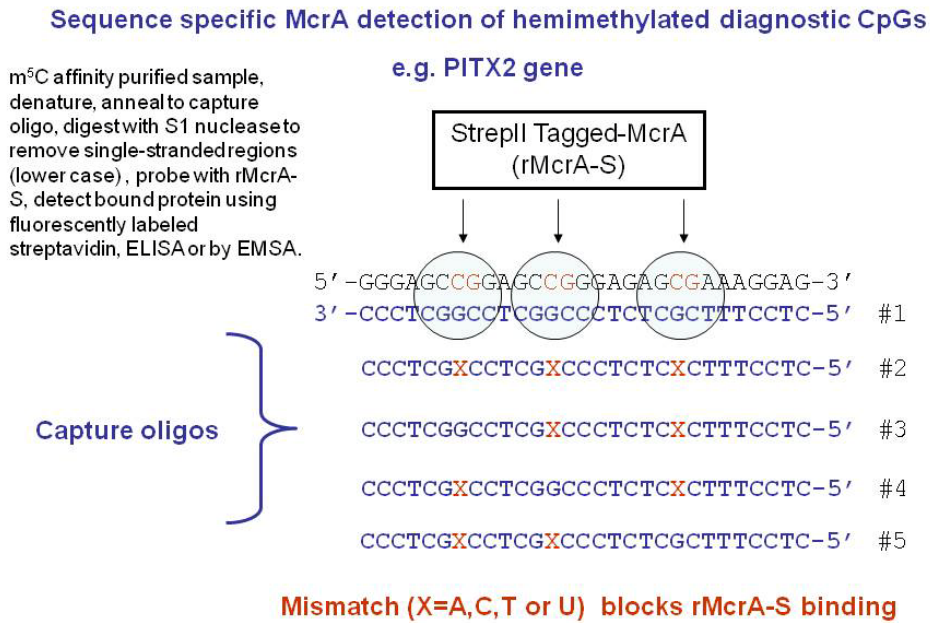 Sequence specific McrA detection of hemimethylated diagnostic CpGs
e.g. PITX2 gene
m⁵C affinity purified sample,
denature, anneal to capture
oligo, digest with S1 nuclease to
remove single-stranded regions
(lower case) , probe with rMcrA-
S, detect bound protein using
fluorescently labeled
streptavidin, ELISA or by EMSA.
StrepII Tagged-McrA
(rMcrA-S)
5’-GGGAGCCGGAGCCGGGAGAGCGAAAGGAG-3’
3’-CCCTCGGCCTCGGCCCTCTCGCTTTCCTC-5’ #1
CCCTCGXCCTCGXCCCTCTCXCTTTCCTC-5’ #2
Capture oligos
CCCTCGGCCTCGXCCCTCTCXCTTTCCTC-5’ #3
CCCTCGXCCTCGGCCCTCTCXCTTTCCTC-5’ #4
CCCTCGXCCTCGXCCCTCTCGCTTTCCTC-5’ #5
Mismatch (X=A,C,T or U) blocks rMcrA-S binding